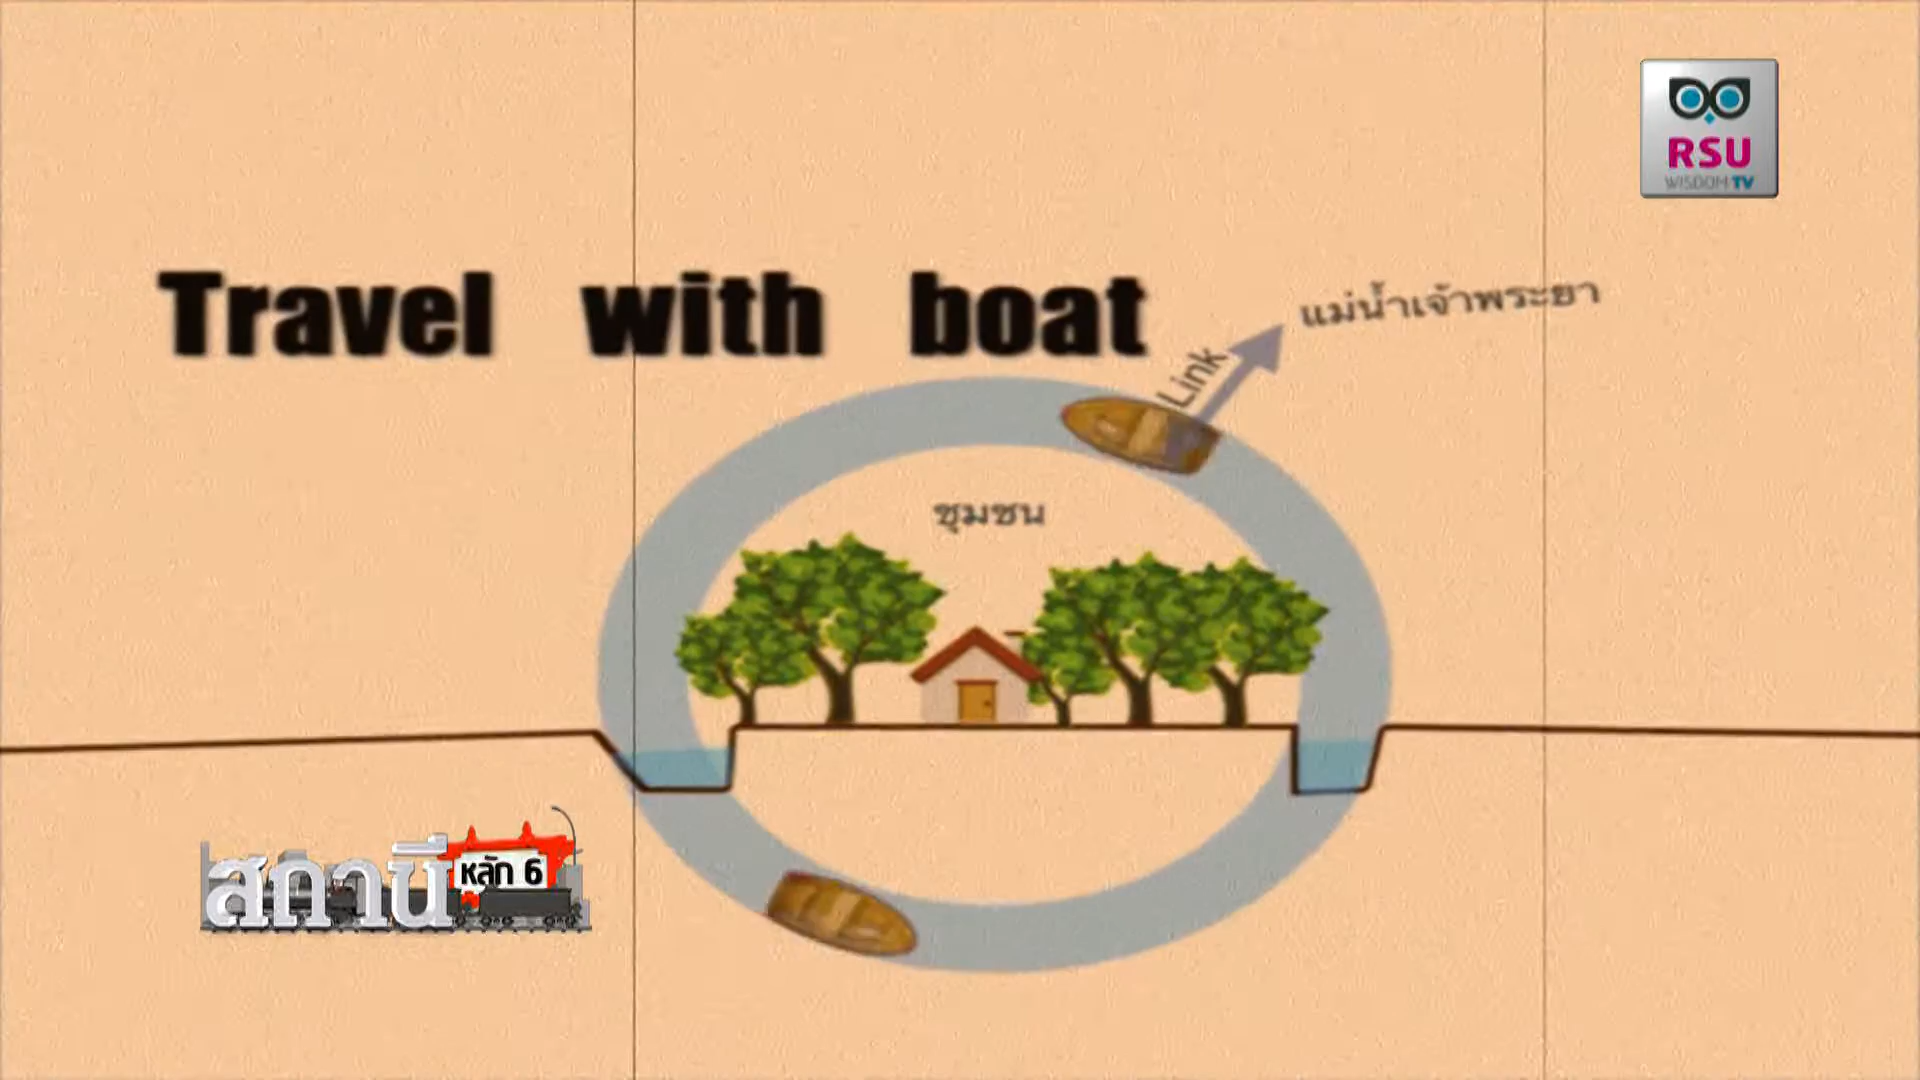 RSU
WISDOM TV
Travel with boat
แม่น้ำเจ้าพระยา
Link
ชุมชน
สถานี
หลัก 6